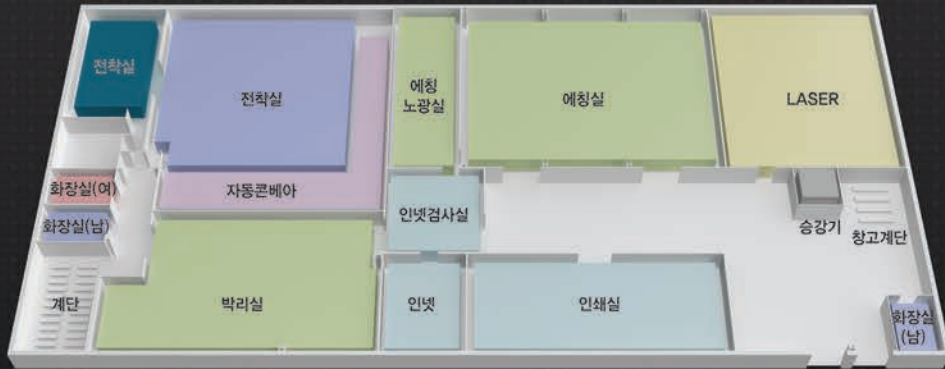 전착실
전착실
에칭
노광실
에칭실
LASER
화장실(여)
자동콘베아
화장실(남)
인넷검사실
승강기
창고계단
계단
박리실
인넷
인쇄실
화장실
(남)